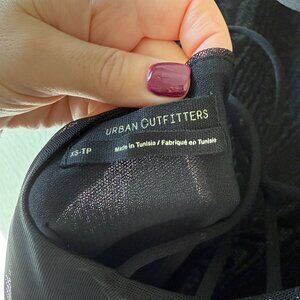 URBAN OUTFITTERS
XS-TP
Made in Tunisia / Fabriqué en Tunisie